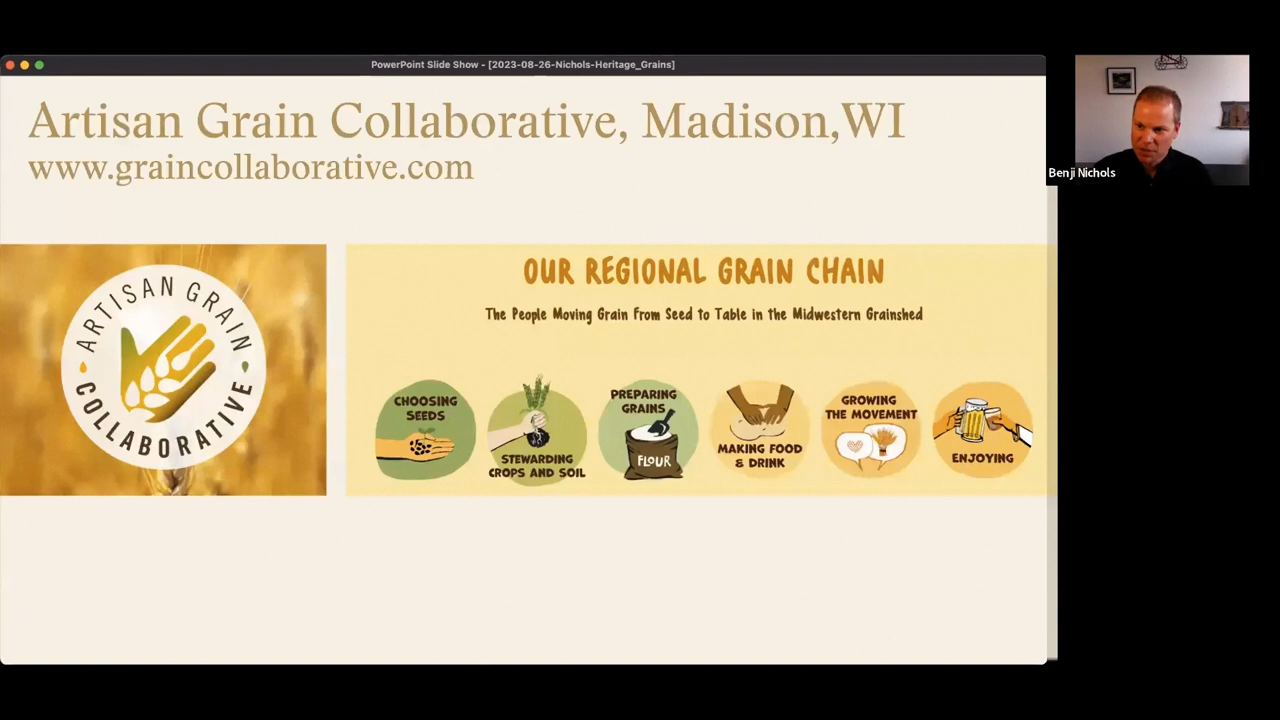 PowerPoint Slide Show - [2023-08-26-Nichols-Heritage_Grains]
Artisan Grain Collaborative, Madison,WI
www.graincollaborative.com
Benji Nichols
ARTISAN GRAIN
COLLABORATIVE
OUR REGIONAL GRAIN CHAIN
The People Moving Grain From Seed to Table in the Midwestern Grainshed
CHOOSING
SEEDS
STEWARDING
CROPS AND SOIL
PREPARING
GRAINS
FLOUR
MAKING FOOD
& DRINK
GROWING
THE MOVEMENT
ENJOYING